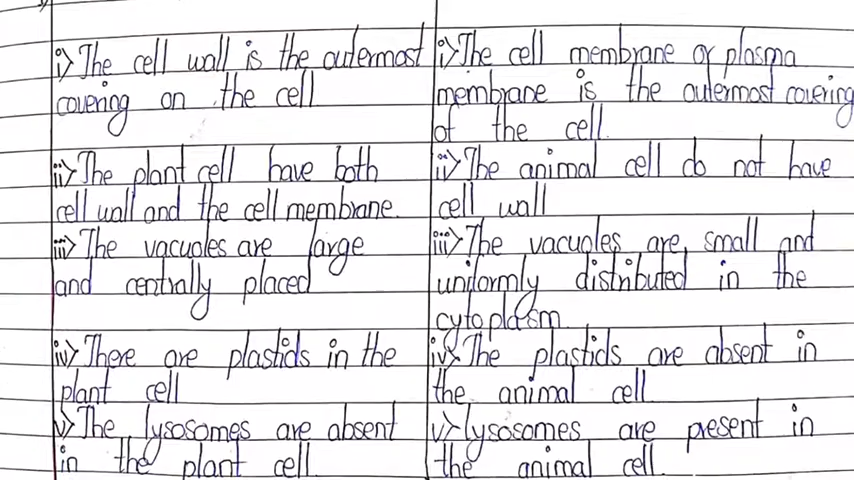 i> The cell wall is the outermost
covering on the cell
ii> The plant cell have both
cell wall and the cell membrane.
iii> The vacuoles are large
and centrally placed
iv> There are plastids in the
plant cell
v> The lysosomes are absent
in the plant cell.
i> The cell membrane or plasma
membrane is the outermost covering
of the cell.
ii> The animal cell do not have
cell wall
iii> The vacuoles are small and
uniformly distributed in the
cytoplasm.
iv> The plastids are absent in
the animal cell
v> lysosomes are present in
the animal cell.